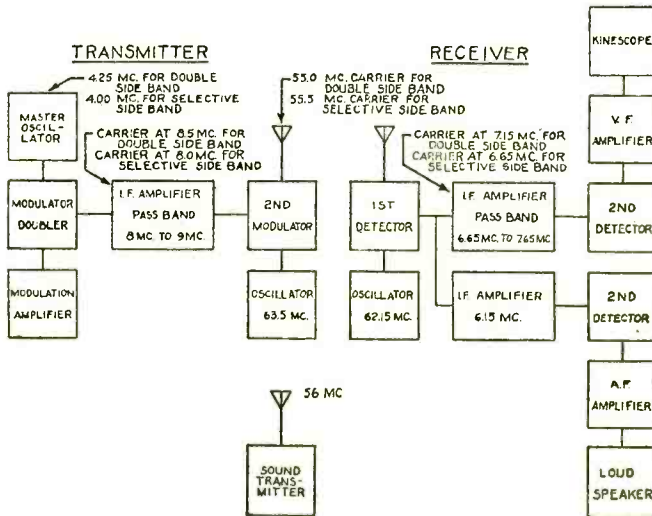 TRANSMITTER
4.25 MC. FOR DOUBLE
SIDE BAND
4.00 MC. FOR SELECTIVE
SIDE BAND
MASTER
OSCIL-
LATOR
CARRIER AT 8.5 MC. FOR
DOUBLE SIDE BAND
CARRIER AT 8.0 MC. FOR
SELECTIVE SIDE BAND
MODULATOR
DOUBLER
I.F. AMPLIFIER
PASS BAND
8 MC. TO 9 MC.
2ND
MODULATOR
MODULATION
AMPLIFIER
OSCILLATOR
63.5 MC.
55.0 MC. CARRIER FOR
DOUBLE SIDE BAND
55.5 MC. CARRIER FOR
SELECTIVE SIDE BAND
56 MC
SOUND
TRANS-
MITTER
RECEIVER
CARRIER AT 7.15 MC. FOR
DOUBLE SIDE BAND
CARRIER AT 6.65 MC. FOR
SELECTIVE SIDE BAND
1ST
DETECTOR
I.F. AMPLIFIER
PASS BAND
6.65 MC. TO 7.65 MC
2ND
DETECTOR
V. F.
AMPLIFIER
KINESCOPE
OSCILLATOR
62.15 MC.
I.F. AMPLIFIER
6.15 MC.
2ND
DETECTOR
A.F.
AMPLIFIER
LOUD
SPEAKER